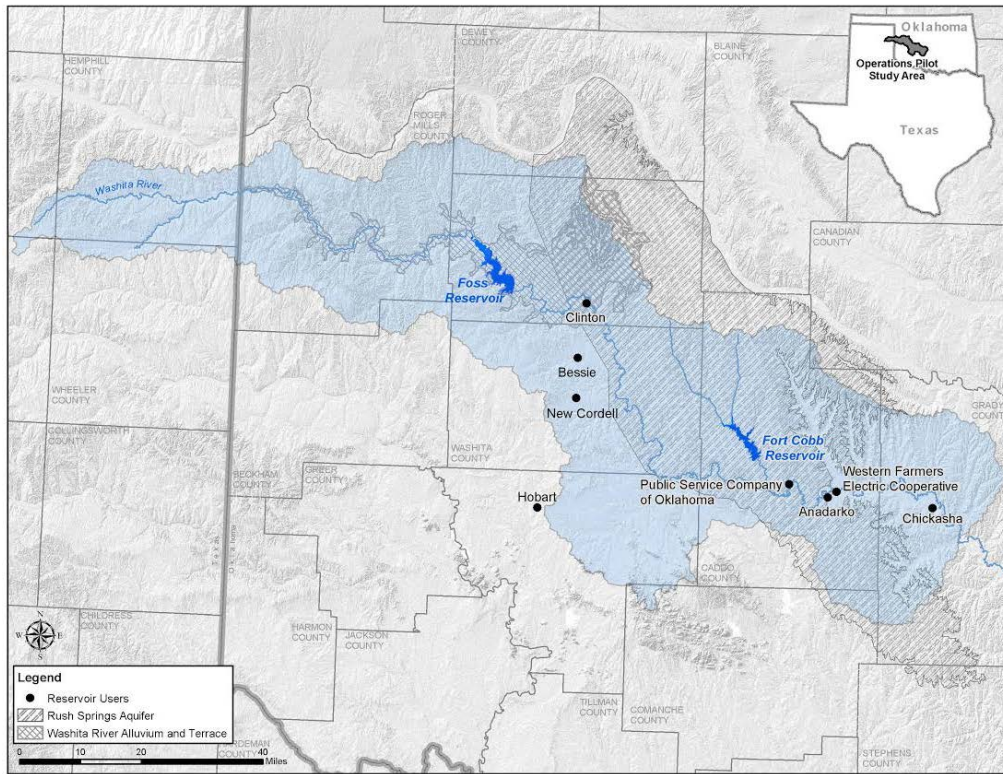 DEWEY
COUNTY
HEMPHILL
COUNTY
BLAINE
COUNTY
Oklahoma
Operations Pilot
Study Area
Texas
ROGER
MILLS
COUNTY
Washita River
CANADIAN
COUNTY
Foss
Reservoir
Clinton
Bessie
New Cordell
WHEELER
COUNTY
COLLINGSWORTH
COUNTY
GRADY
COUNTY
WASHITA
COUNTY
Fort Cobb
Reservoir
BECKHAM
COUNTY
GREER
COUNTY
Western Farmers
Electric Cooperative
Public Service Company
of Oklahoma
Hobart
Anadarko
Chickasha
Texas
Oklahoma
CADDO
COUNTY
CHILDRESS
COUNTY
HARMON
COUNTY
JACKSON
COUNTY
N
W
E
S
TILLMAN
COUNTY
COMANCHE
COUNTY
STEPHENS
COUNTY
Legend
Reservoir Users
Rush Springs Aquifer
Washita River Alluvium and Terrace
COUNTY
0 10 20 40
Miles